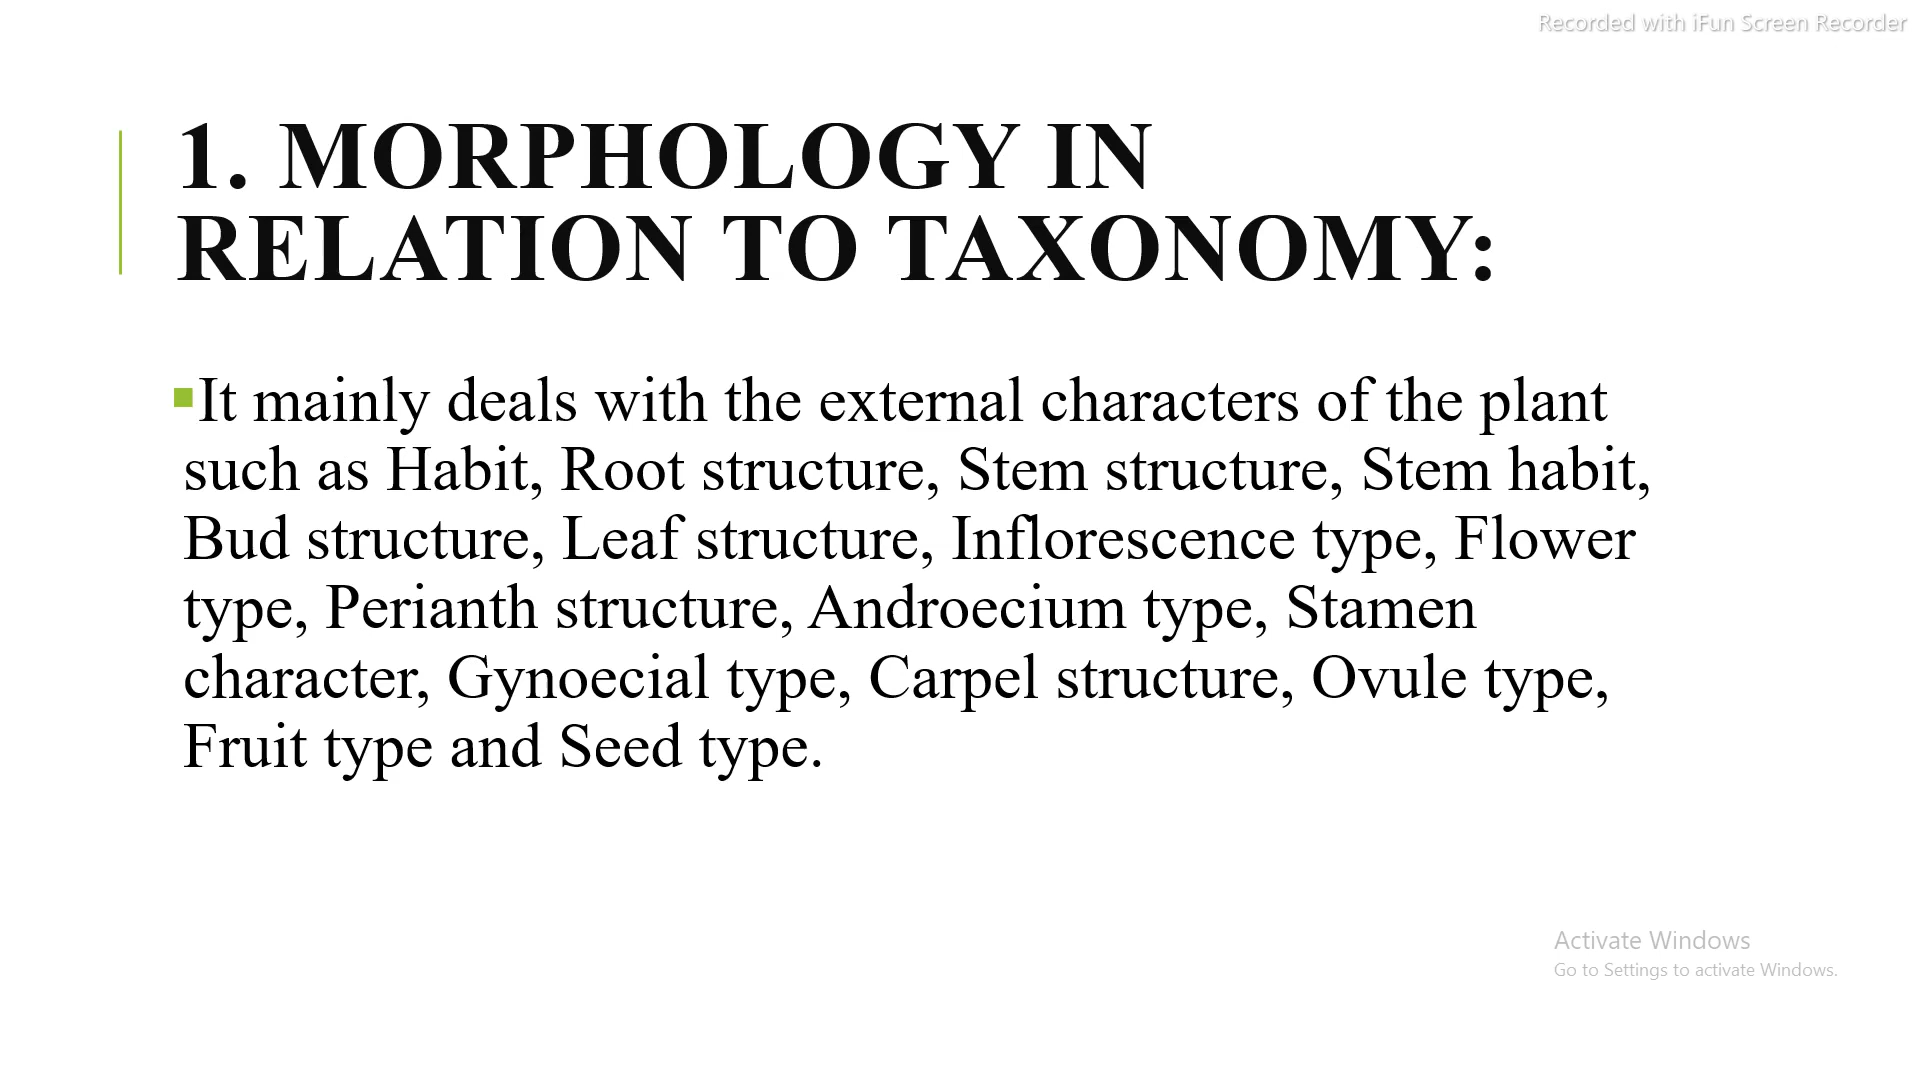 Recorded with iFun Screen Recorder
1. MORPHOLOGY IN
RELATION TO TAXONOMY:
▪It mainly deals with the external characters of the plant
such as Habit, Root structure, Stem structure, Stem habit,
Bud structure, Leaf structure, Inflorescence type, Flower
type, Perianth structure, Androecium type, Stamen
character, Gynoecial type, Carpel structure, Ovule type,
Fruit type and Seed type.
Activate Windows
Go to Settings to activate Windows.